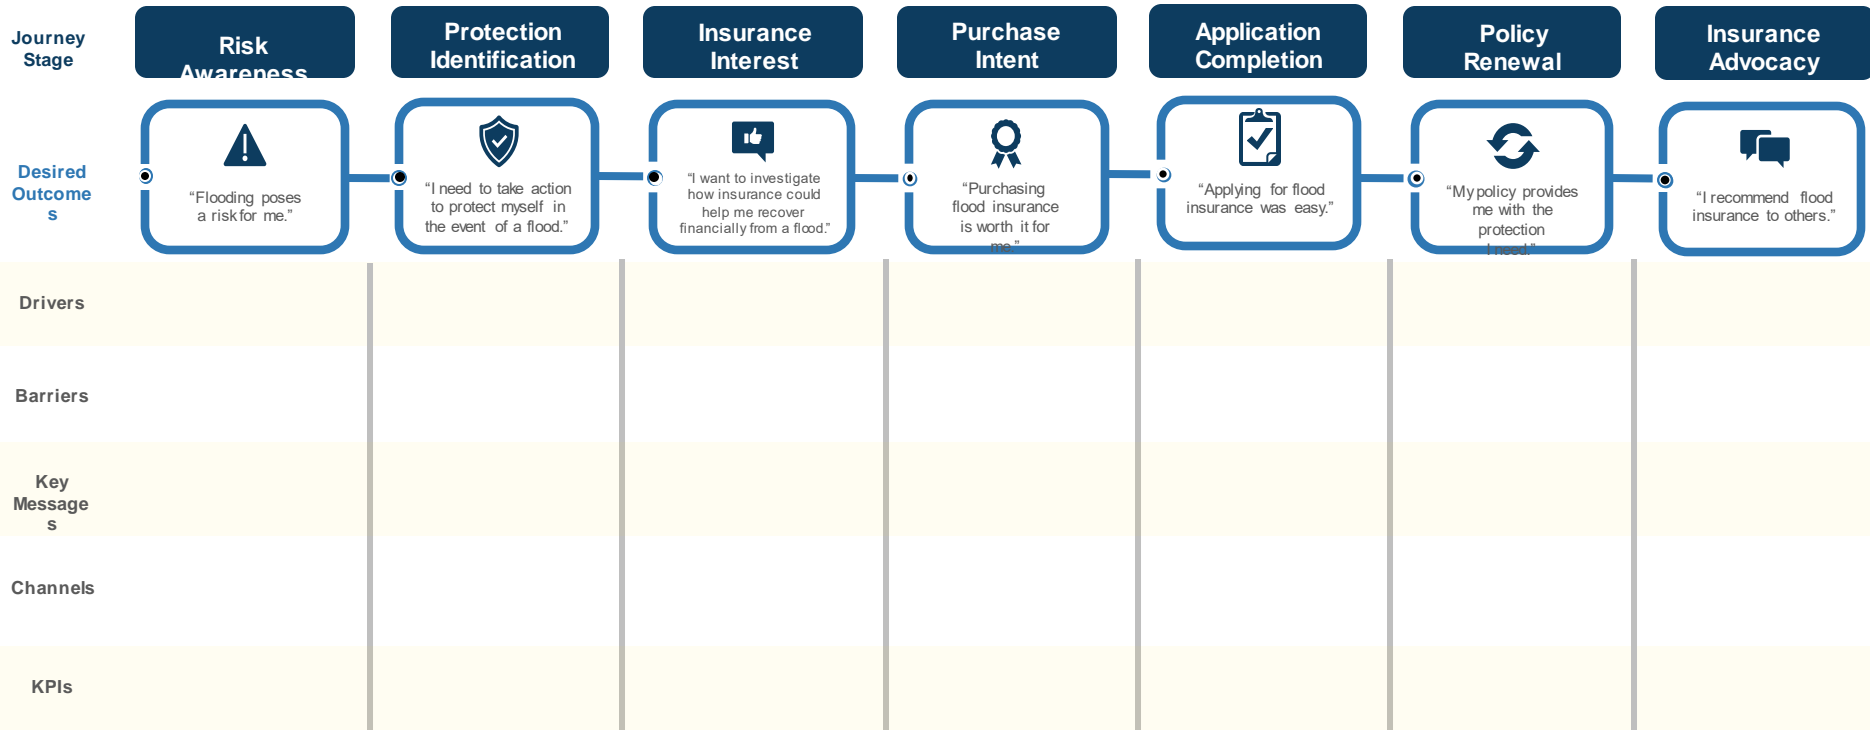 Journey
Stage
Risk
Awareness
Protection
Identification
Insurance
Interest
Purchase
Intent
Application
Completion
Policy
Renewal
Insurance
Advocacy
Desired
Outcome
s
“Flooding poses
a risk for me.”
“I need to take action
to protect myself in
the event of a flood.”
“I want to investigate
how insurance could
help me recover
financially from a flood.”
“Purchasing
flood insurance
is worth it for
me.”
“Applying for flood
insurance was easy.”
“My policy provides
me with the
protection
I need.”
“I recommend flood
insurance to others.”
Drivers
Barriers
Key
Message
s
Channels
KPIs